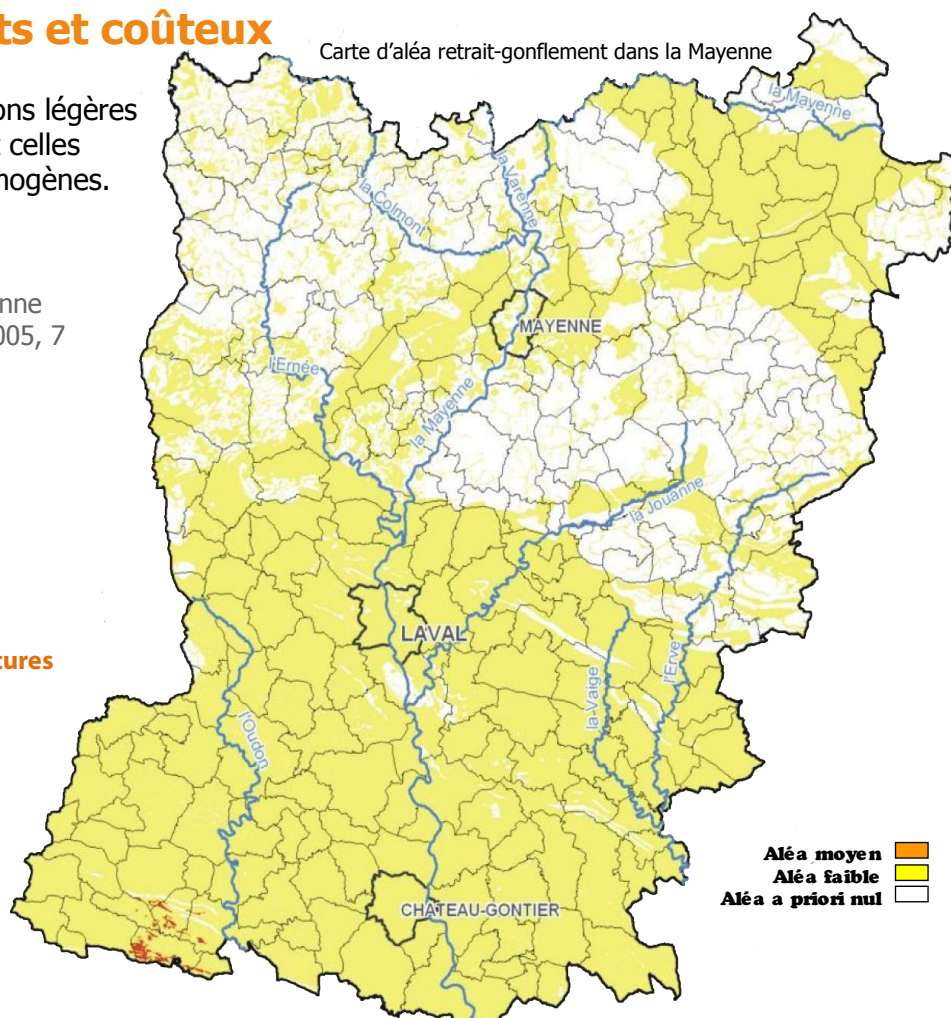 ts et coûteux
Carte d'aléa retrait-gonflement dans la Mayenne
ons légères
celles
mogènes.
nne
005, 7
tures
la Mayenne
la Varenne
la Colmont
MAYENNE
l'Ernée
la Mayenne
la Jouanne
LAVAL
l'Oudon
la Vaige
l'Erve
CHÂTEAU-GONTIER
Aléa moyen
Aléa faible
Aléa a priori nul